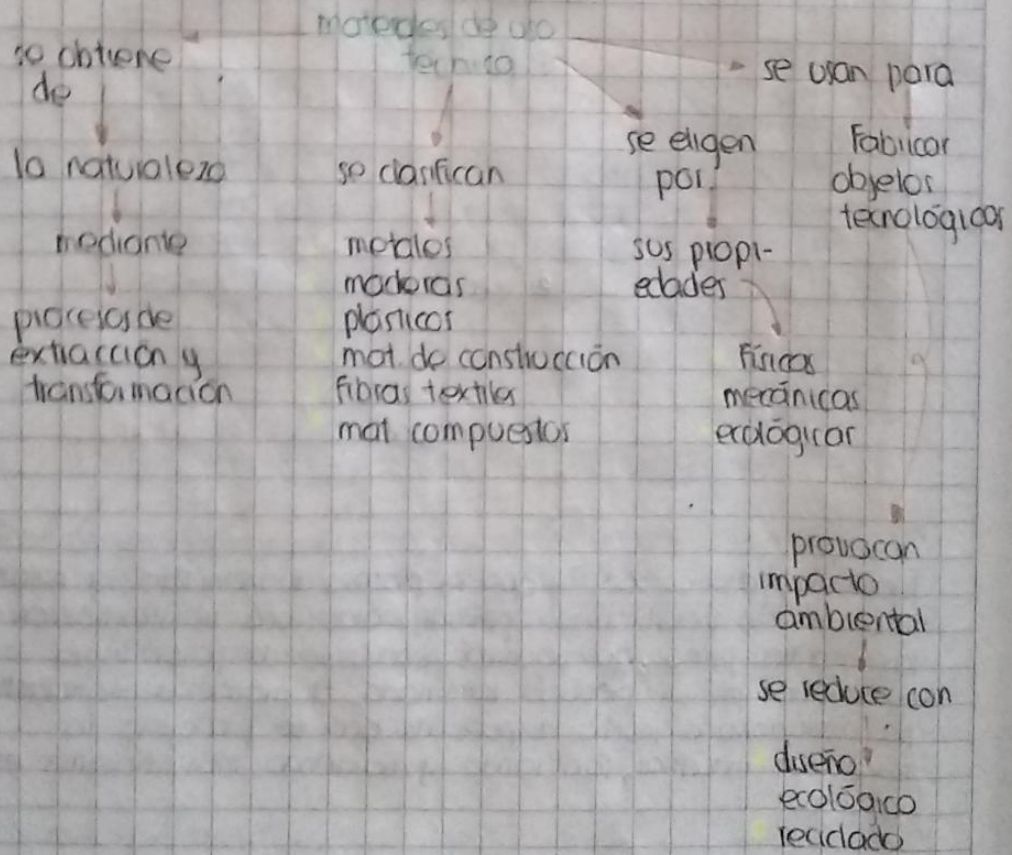 materiales de uso
técnico
se obtiene
de
la naturaleza
mediante
procesos de
extracción y
transformación
se clasifican
metales
maderas
plásticos
mat. de construcción
fibras textiles
mat compuestos
se eligen
por
sus propi-
edades
Físicas
mecánicas
ecológicas
se usan para
Fabricar
objetos
tecnológicos
provocan
impacto
ambiental
se reduce con
diseño
ecológico
reciclado